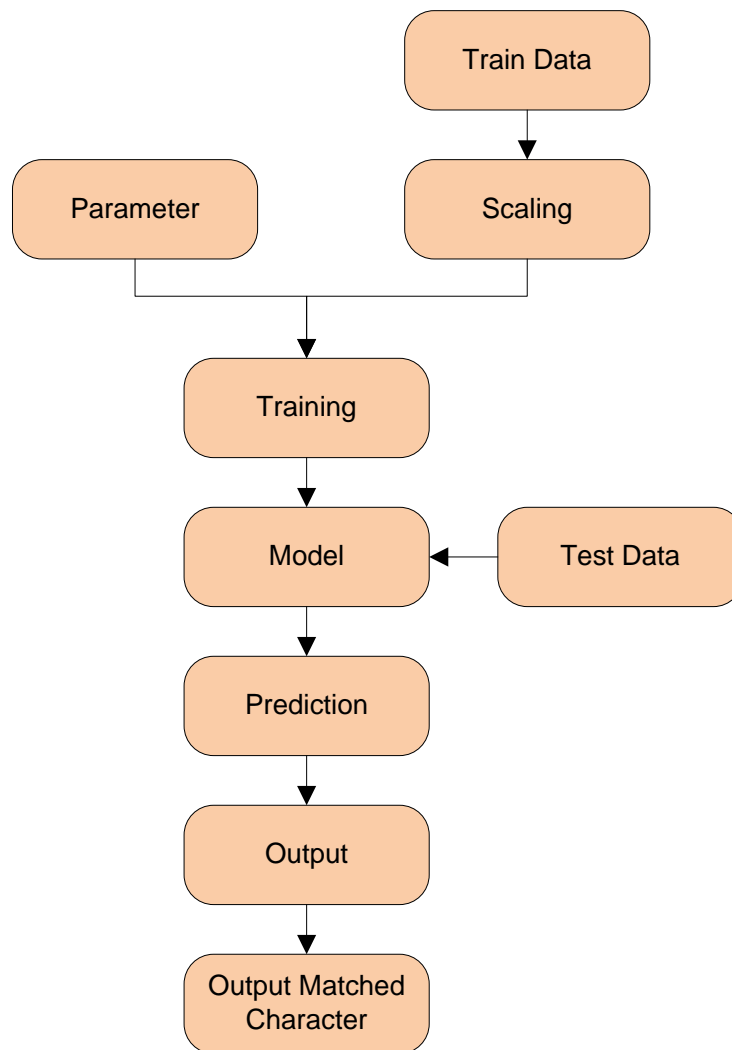 Train Data
Parameter
Scaling
Training
Model
Test Data
Prediction
Output
Output Matched
Character